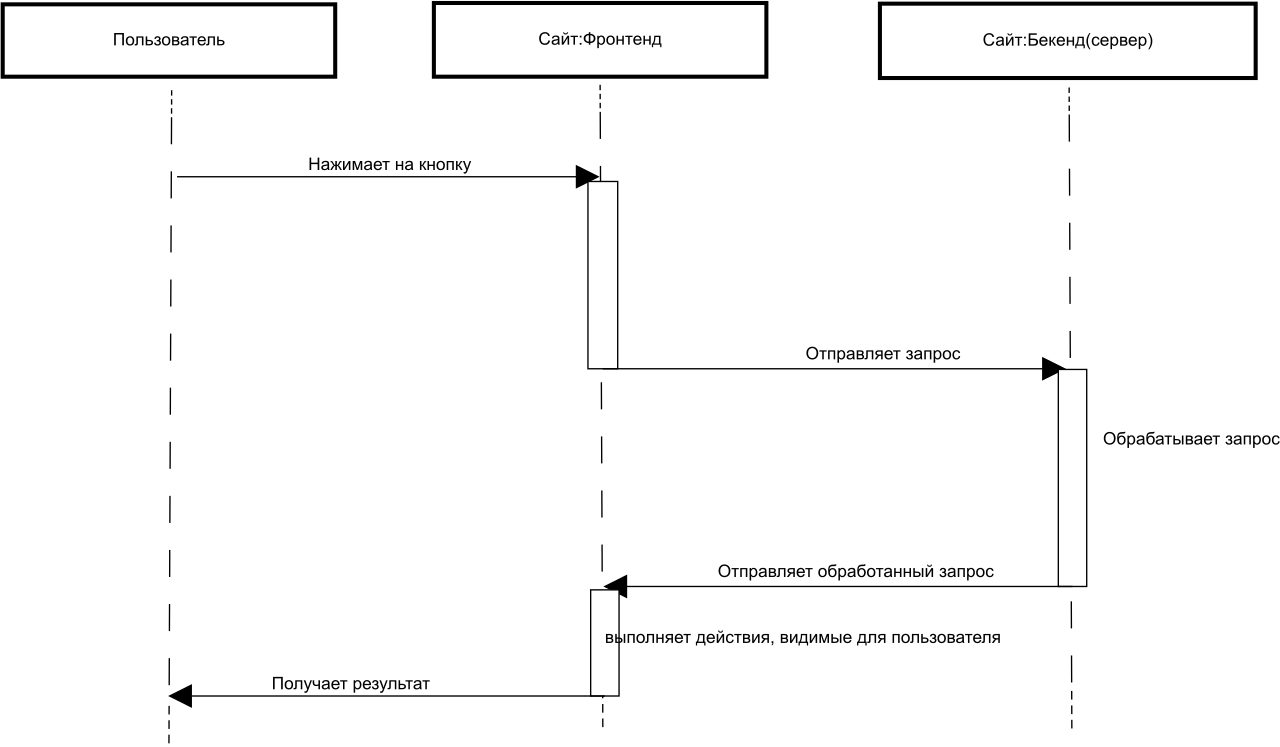 Пользователь
Сайт:Фронтенд
Сайт:Бекенд(сервер)
Нажимает на кнопку
Отправляет запрос
Обрабатывает запрос
Отправляет обработанный запрос
выполняет действия, видимые для пользователя
Получает результат